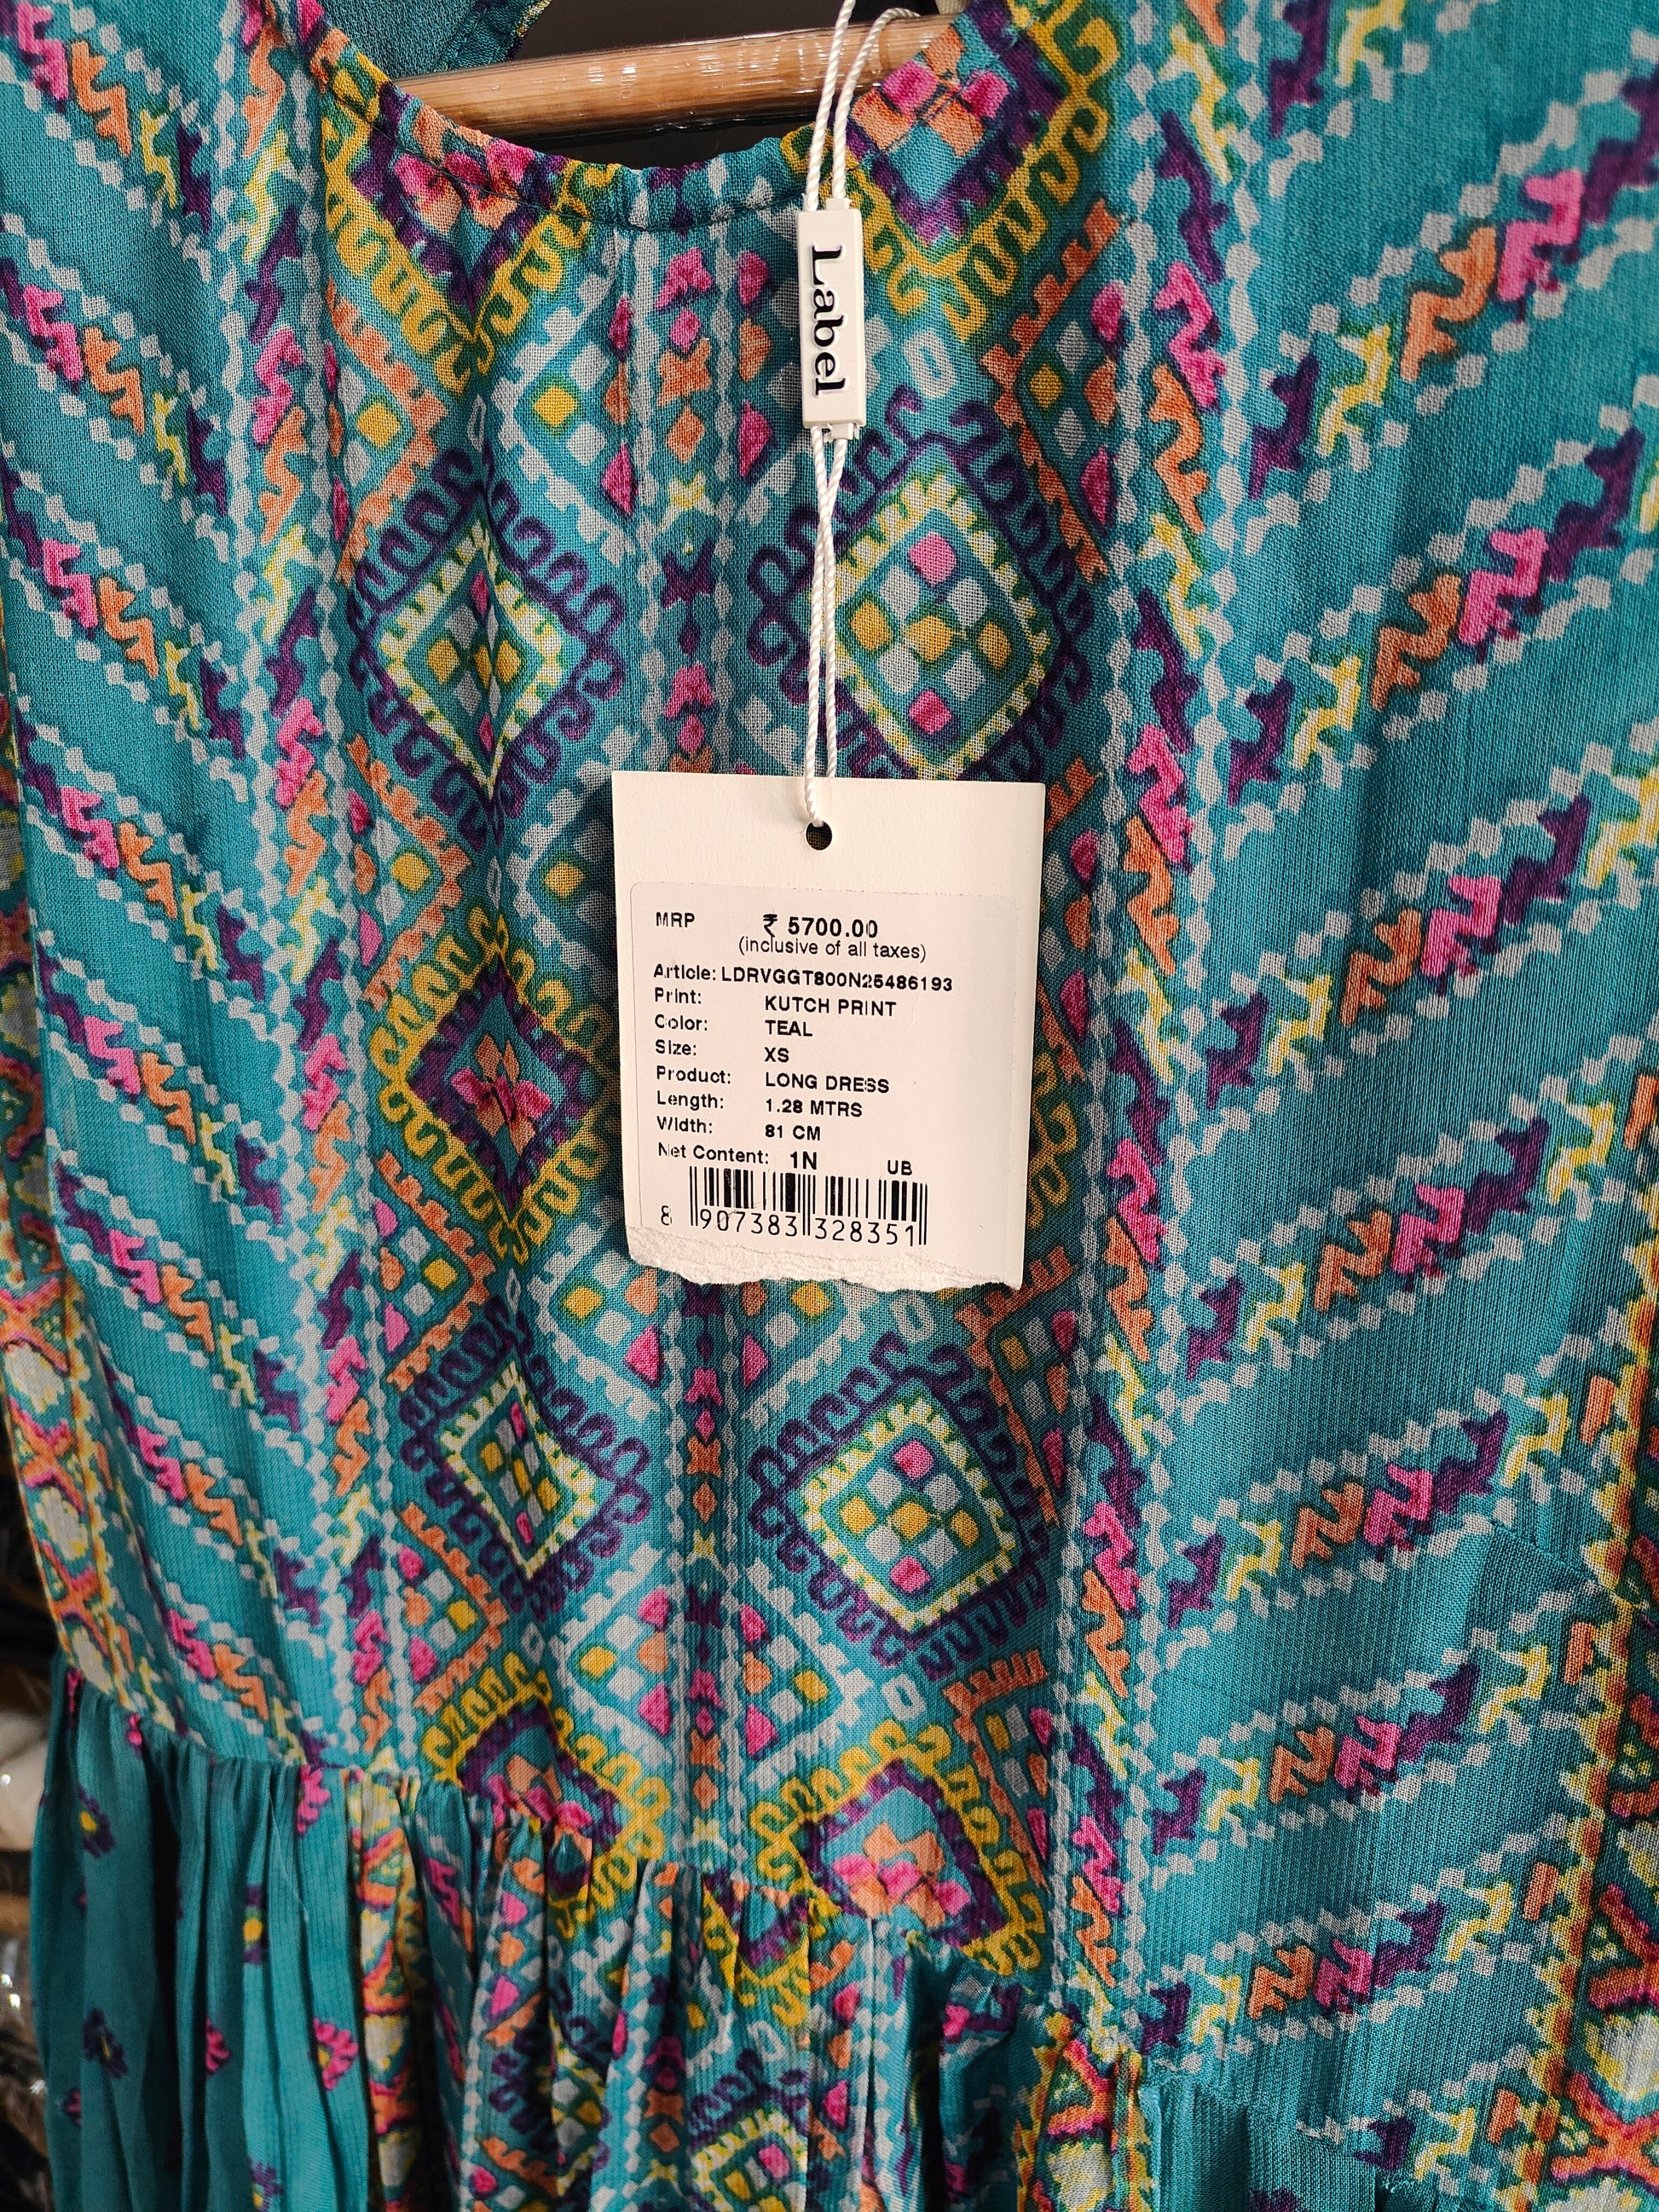 Label
MRP ₹ 5700.00
(inclusive of all taxes)
Article: LDRVGGT800N25486193
Print: KUTCH PRINT
Color: TEAL
Size: XS
Product: LONG DRESS
Length: 1.28 MTRS
Width: 81 CM
Net Content: 1N UB
8 907383 328351